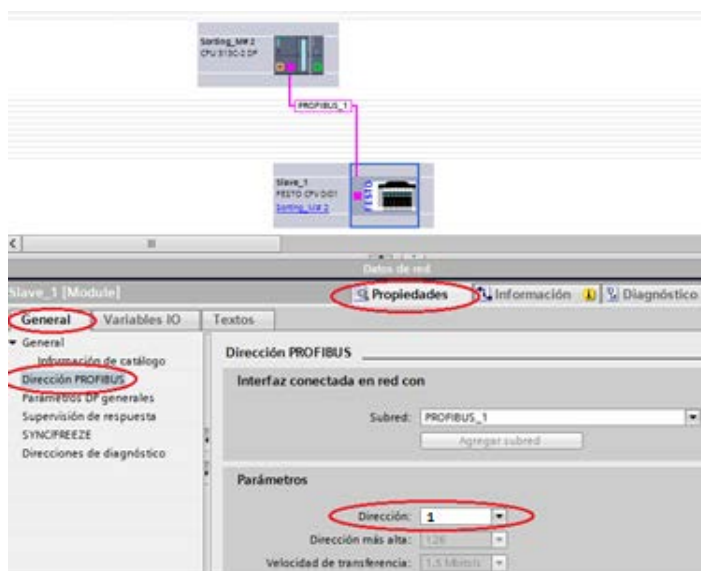 Sorting_M# 2
CPU 313C-2 DP
PROFIBUS_1
Slave_1
FESTO CPV DI01
Sorting_M# 2
FESTO
Datos de red
Slave_1 [Module]
Propiedades
Información
Diagnóstico
General
Variables IO
Textos
General
Información de catálogo
Dirección PROFIBUS
Parámetros DP generales
Supervisión de respuesta
SYNC/FREEZE
Direcciones de diagnóstico
Dirección PROFIBUS
Interfaz conectada en red con
Subred: PROFIBUS_1
Agregar subred
Parámetros
Dirección: 1
Dirección más alta: 126
Velocidad de transferencia: 1,5 Mbits/s